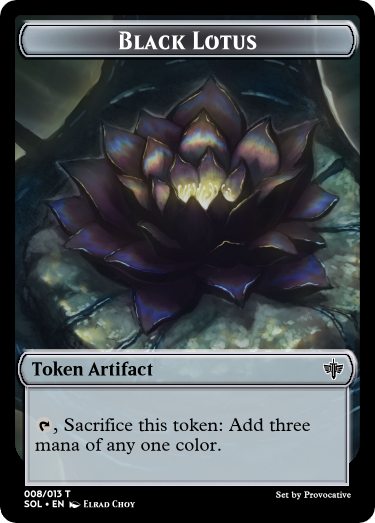 Black Lotus
Token Artifact
, Sacrifice this token: Add three
mana of any one color.
008/013 T
SOL • EN Elrad Choy
Set by Provocative